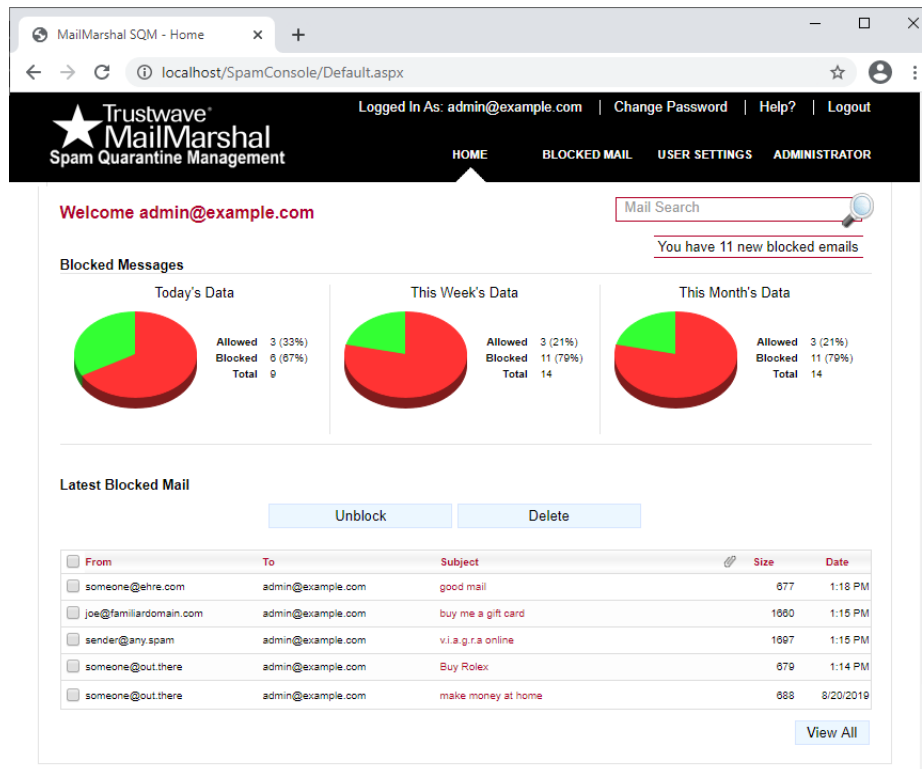 MailMarshal SQM - Home
localhost/SpamConsole/Default.aspx
Trustwave®
MailMarshal
Spam Quarantine Management
Logged In As: admin@example.com | Change Password | Help? | Logout
HOME BLOCKED MAIL USER SETTINGS ADMINISTRATOR
Welcome admin@example.com
Mail Search
You have 11 new blocked emails
Blocked Messages
Today's Data
Allowed 3 (33%)
Blocked 6 (67%)
Total 9
This Week's Data
Allowed 3 (21%)
Blocked 11 (79%)
Total 14
This Month's Data
Allowed 3 (21%)
Blocked 11 (79%)
Total 14
Latest Blocked Mail
Unblock Delete
From To Subject Size Date
someone@ehre.com admin@example.com good mail 677 1:18 PM
joe@familiardomain.com admin@example.com buy me a gift card 1660 1:15 PM
sender@any.spam admin@example.com v.i.a.g.r.a online 1697 1:15 PM
someone@out.there admin@example.com Buy Rolex 679 1:14 PM
someone@out.there admin@example.com make money at home 688 8/20/2019
View All